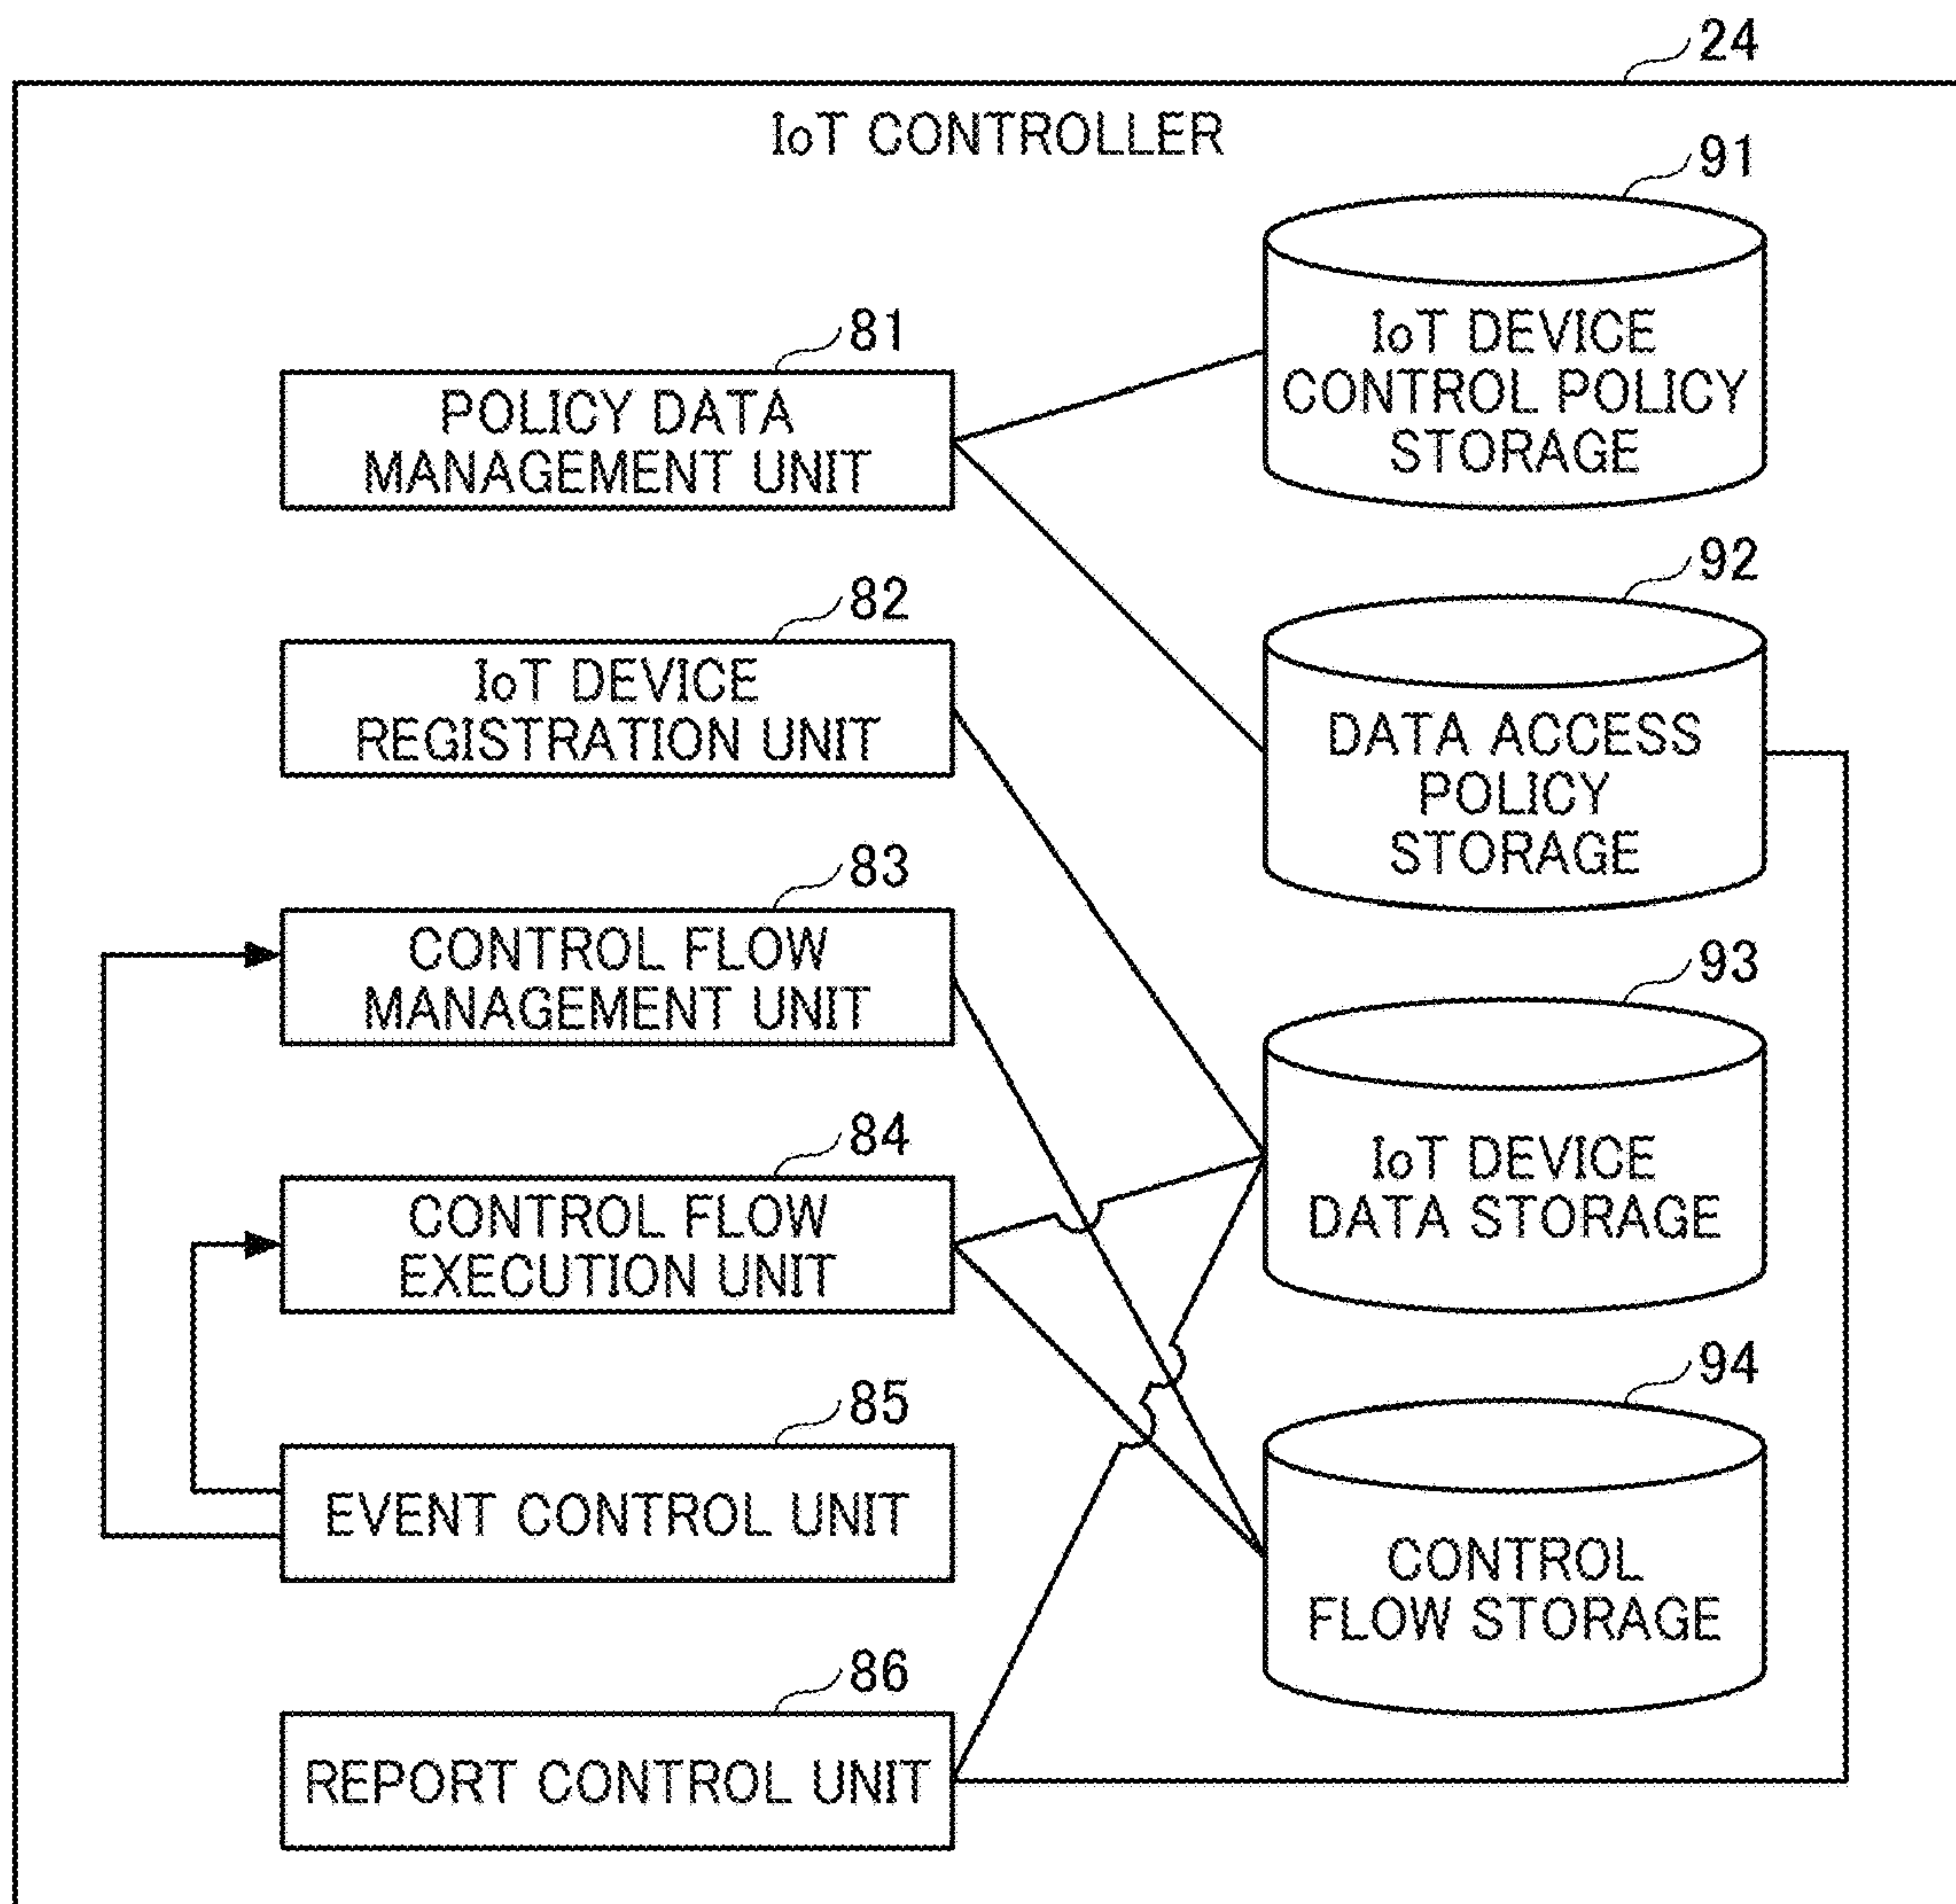 24
IoT CONTROLLER
91
IoT DEVICE
CONTROL POLICY
STORAGE
81
POLICY DATA
MANAGEMENT UNIT
92
DATA ACCESS
POLICY
STORAGE
82
IoT DEVICE
REGISTRATION UNIT
83
CONTROL FLOW
MANAGEMENT UNIT
93
IoT DEVICE
DATA STORAGE
84
CONTROL FLOW
EXECUTION UNIT
94
CONTROL
FLOW STORAGE
85
EVENT CONTROL UNIT
86
REPORT CONTROL UNIT